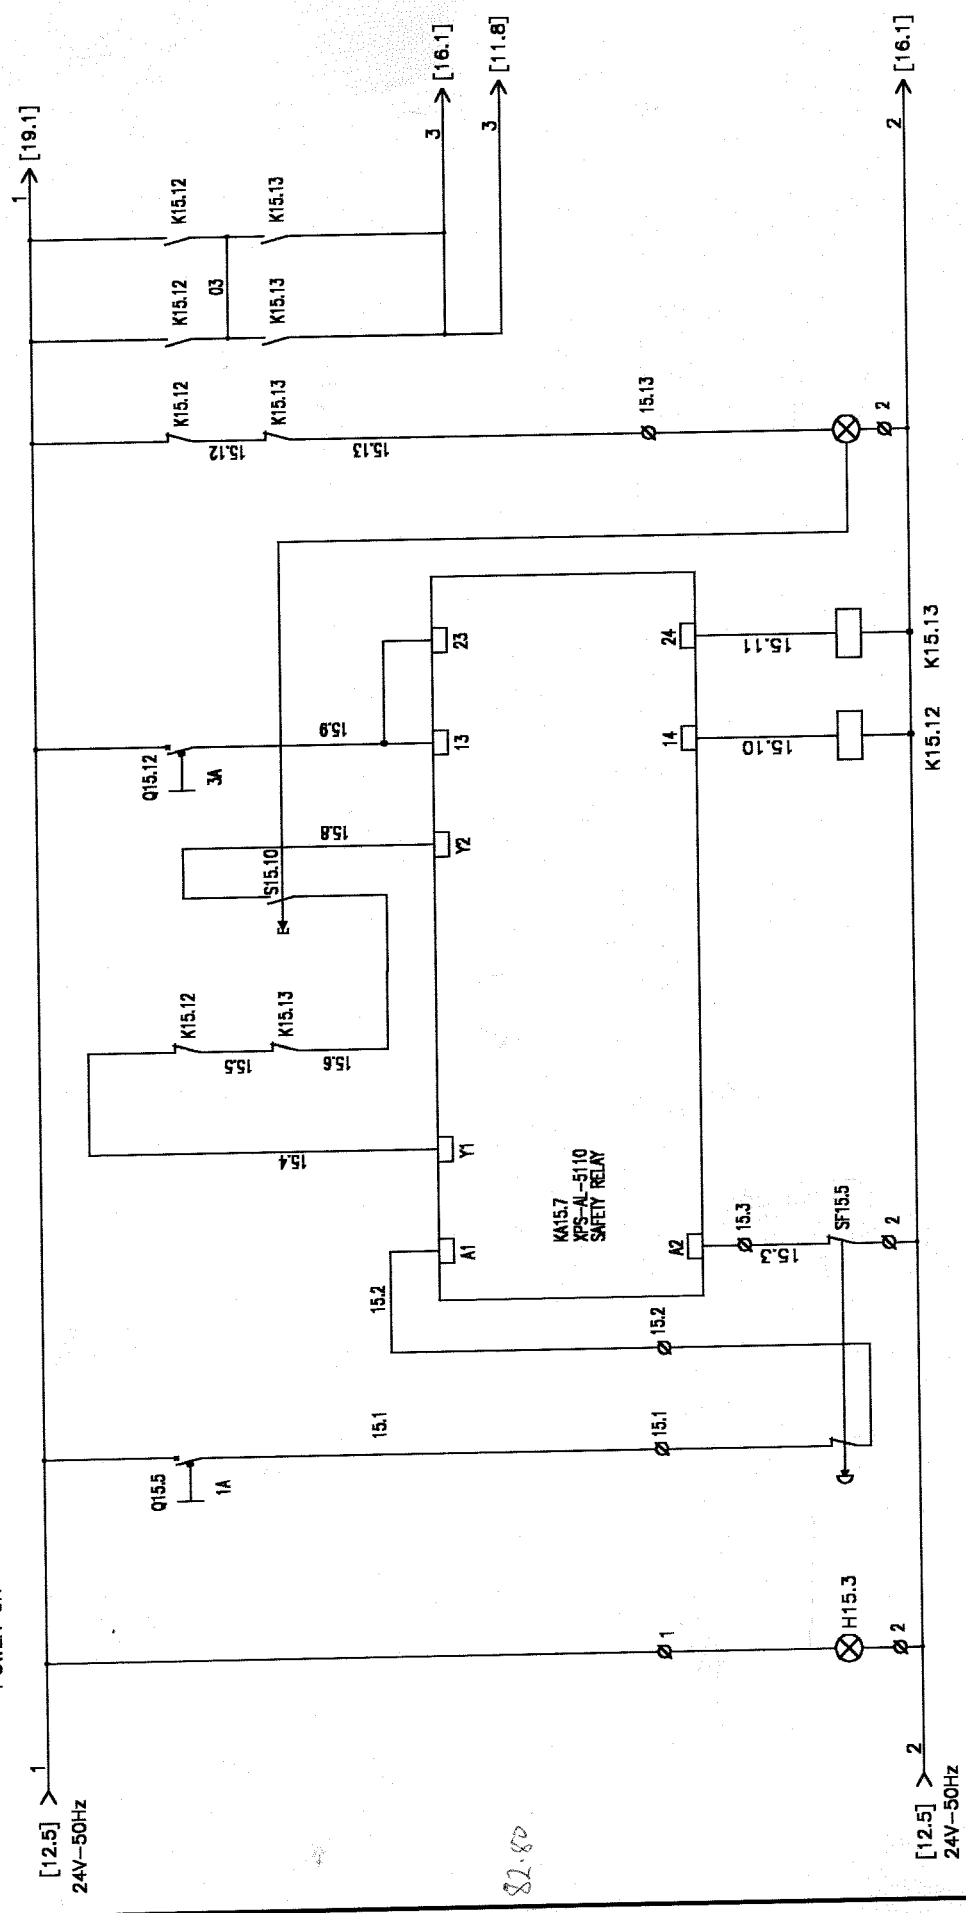 [12.5]
24V-50Hz
1
1
[19.1]
Q15.5
1A
15.1
15.1
15.2
15.2
1
H15.3
2
A1
Y1
Y2
13
23
15.4
K15.12
15.5
K15.13
15.6
S15.10
15.8
Q15.12
3A
15.9
KA15.7
XPS-AL-5110
SAFETY RELAY
A2
14
24
15.3
15.3
SF15.5
2
15.10
K15.12
15.11
K15.13
K15.12
15.12
K15.13
15.13
15.13
2
K15.12
03
K15.13
K15.12
K15.13
3
[16.1]
3
[11.8]
[12.5]
24V-50Hz
2
2
[16.1]
82.80